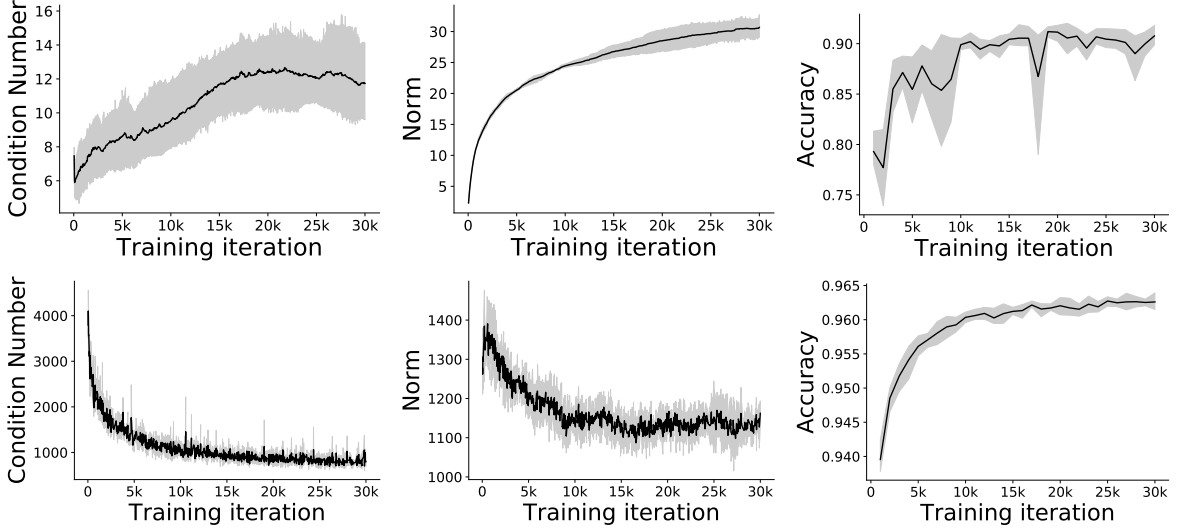 Condition Number
16
14
12
10
8
6
0 5k 10k 15k 20k 25k 30k
Training iteration
Norm
30
25
20
15
10
5
0 5k 10k 15k 20k 25k 30k
Training iteration
Accuracy
0.90
0.85
0.80
0.75
0 5k 10k 15k 20k 25k 30k
Training iteration
Condition Number
4000
3000
2000
1000
0 5k 10k 15k 20k 25k 30k
Training iteration
Norm
1400
1300
1200
1100
1000
0 5k 10k 15k 20k 25k 30k
Training iteration
Accuracy
0.965
0.960
0.955
0.950
0.945
0.940
0 5k 10k 15k 20k 25k 30k
Training iteration